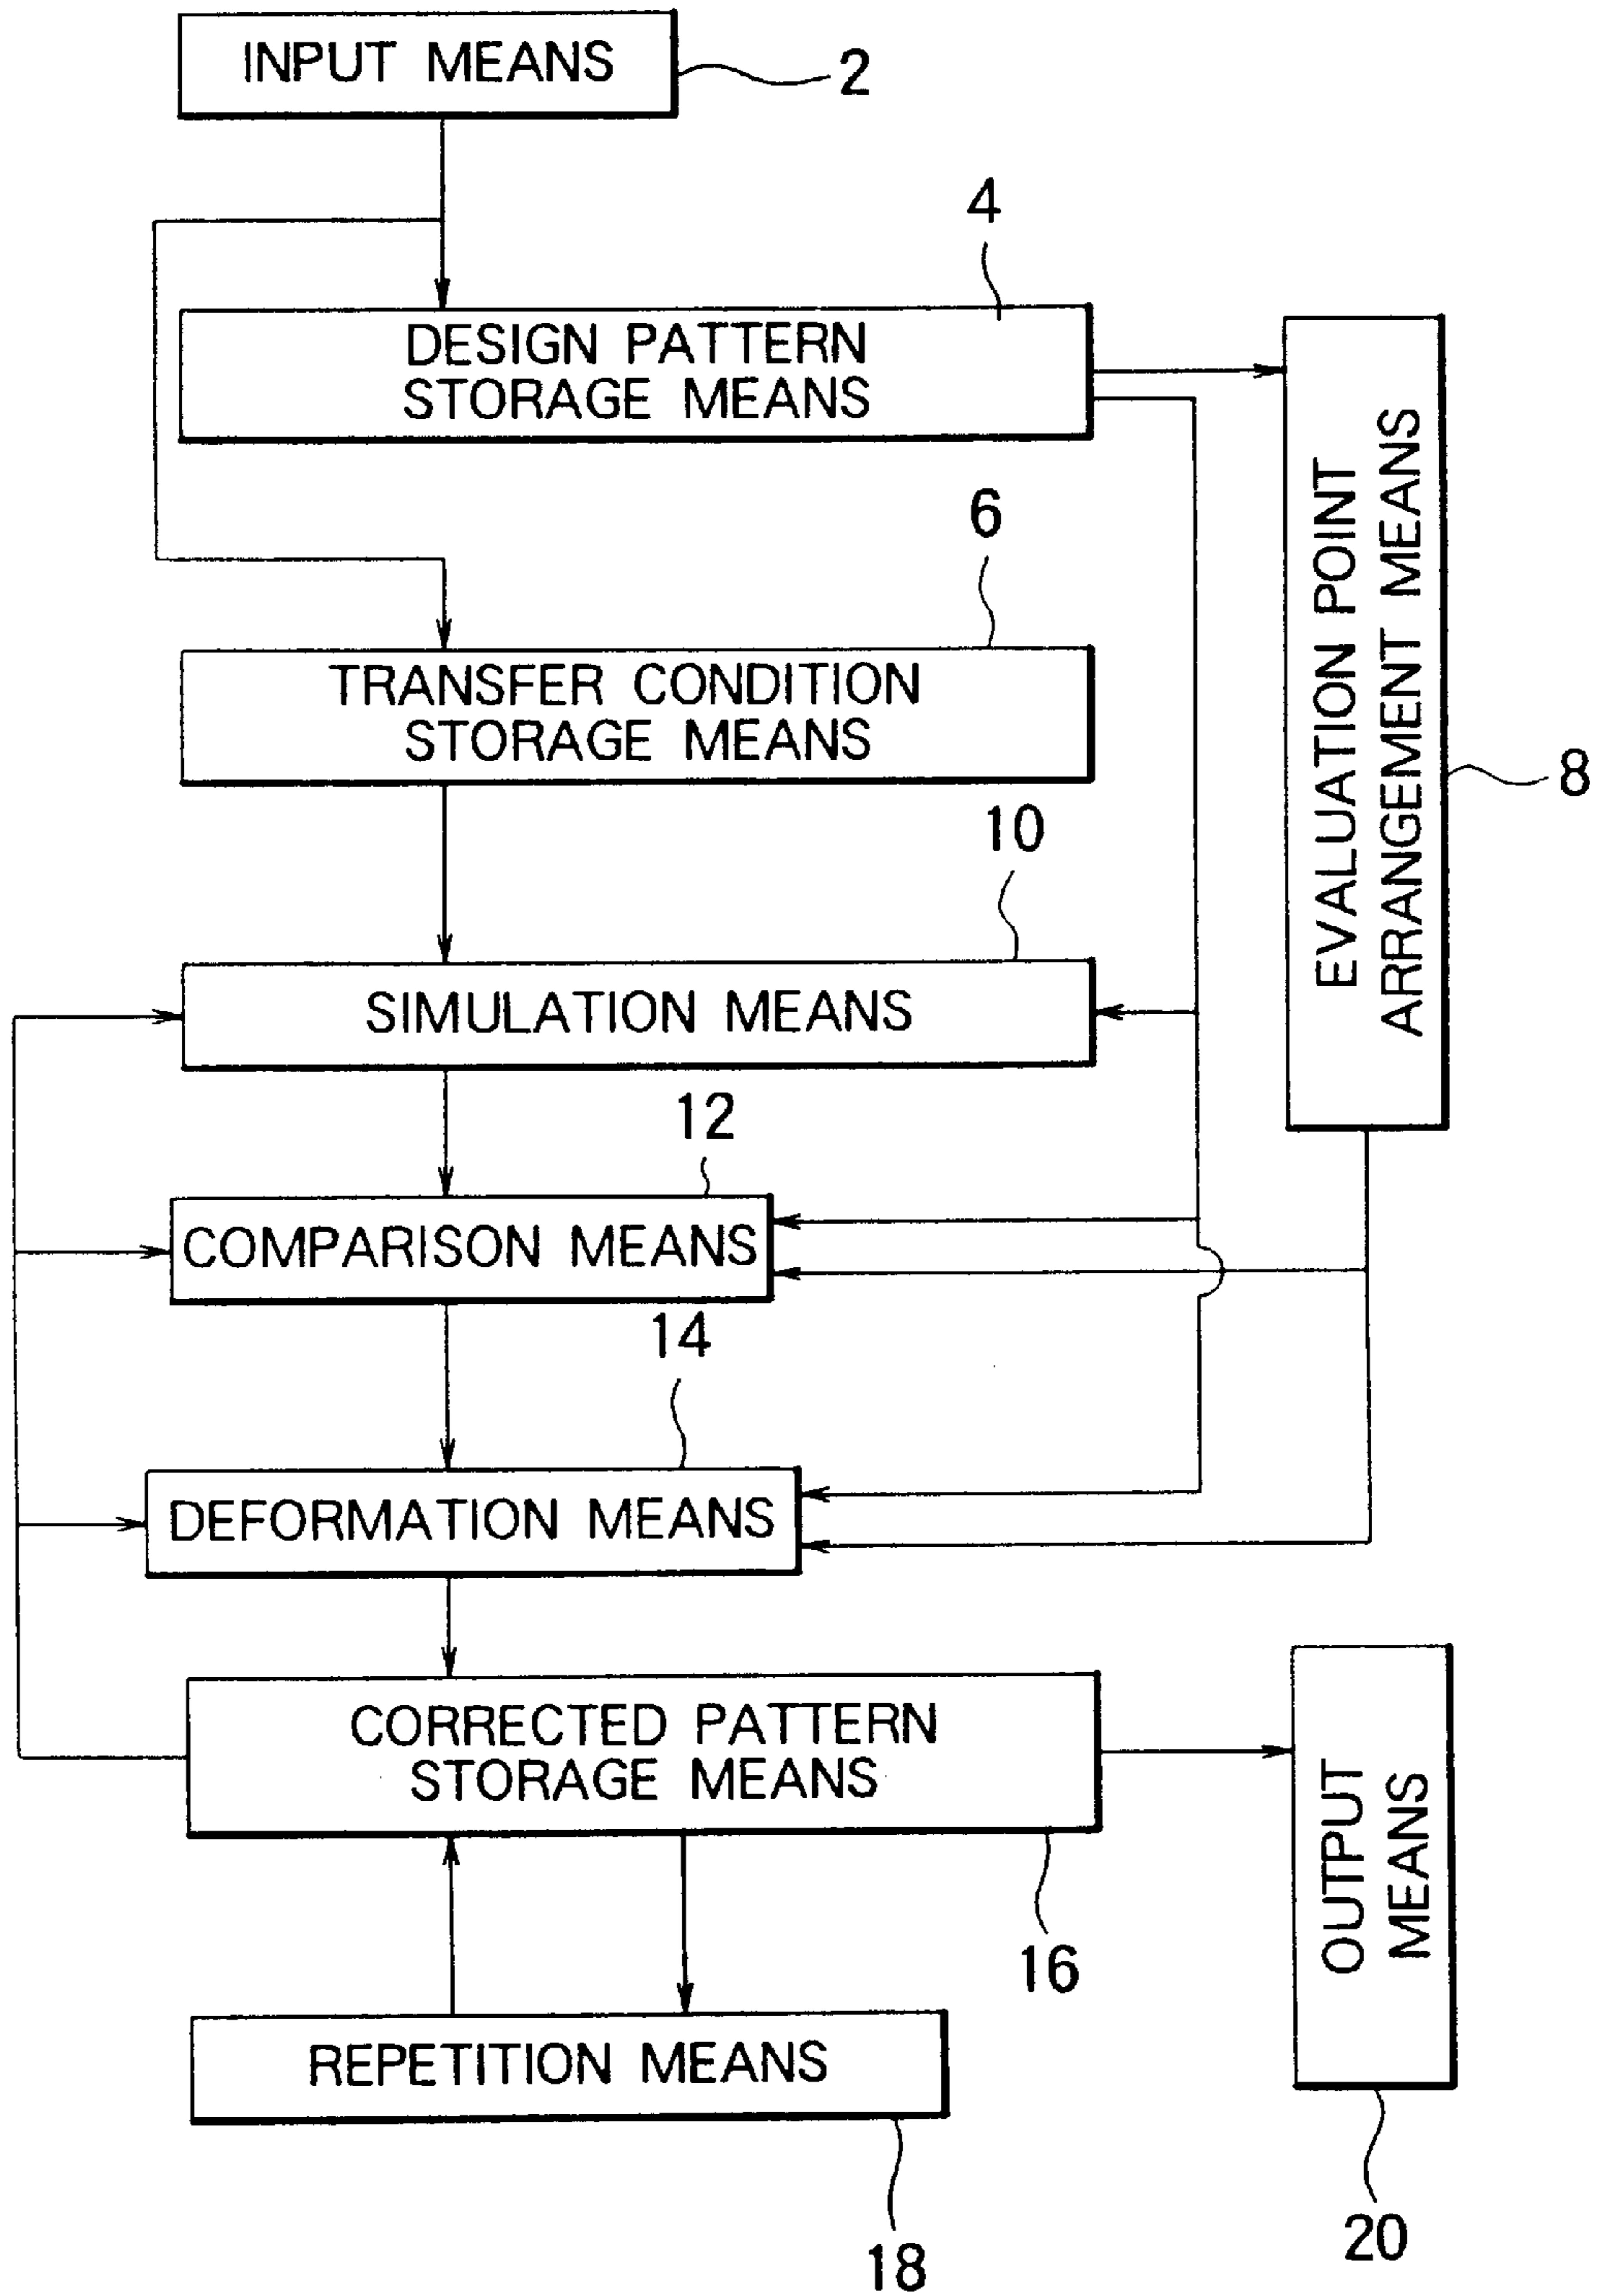 INPUT MEANS
2
4
DESIGN PATTERN
STORAGE MEANS
6
TRANSFER CONDITION
STORAGE MEANS
EVALUATION POINT
ARRANGEMENT MEANS
8
10
SIMULATION MEANS
12
COMPARISON MEANS
14
DEFORMATION MEANS
CORRECTED PATTERN
STORAGE MEANS
16
OUTPUT
MEANS
20
REPETITION MEANS
18